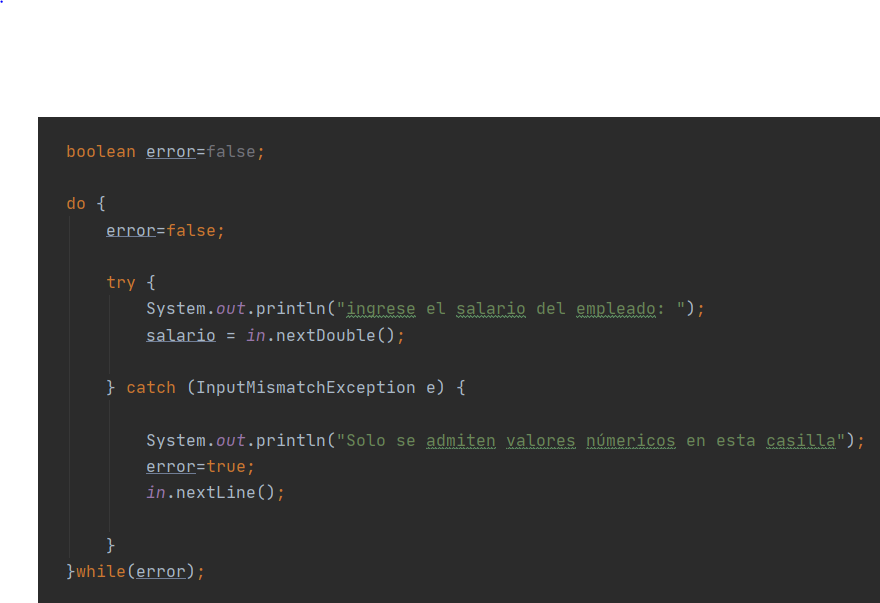 boolean error=false;
do {
error=false;
try {
System.out.println("ingrese el salario del empleado: ");
salario = in.nextDouble();
} catch (InputMismatchException e) {
System.out.println("Solo se admiten valores númericos en esta casilla");
error=true;
in.nextLine();
}
}while(error);